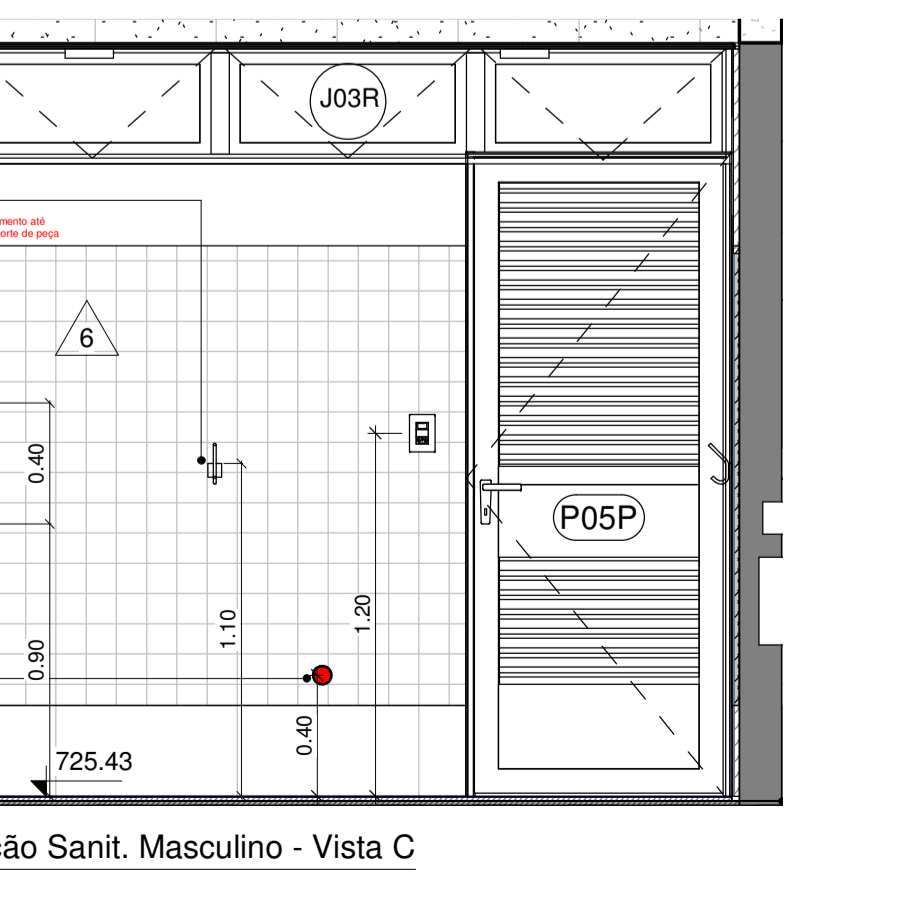 J03R
mento até
orte de peça
6
0.40
P05P
1.20
1.10
0.90
0.40
725.43
ção Sanit. Masculino - Vista C